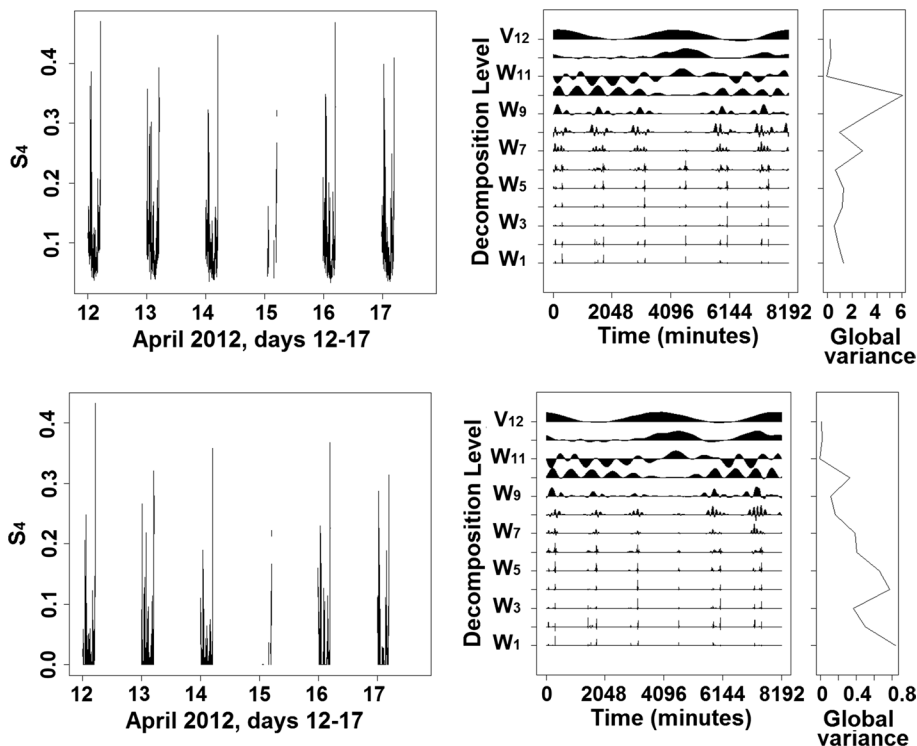 S4
0.4
0.3
0.2
0.1
12 13 14 15 16 17
April 2012, days 12-17
Decomposition Level
V12
W11
W9
W7
W5
W3
W1
0 2048 4096 6144 8192
Time (minutes)
0 2 4 6
Global
variance
S4
0.4
0.3
0.2
0.1
0.0
12 13 14 15 16 17
April 2012, days 12-17
Decomposition Level
V12
W11
W9
W7
W5
W3
W1
0 2048 4096 6144 8192
Time (minutes)
0 0.4 0.8
Global
variance